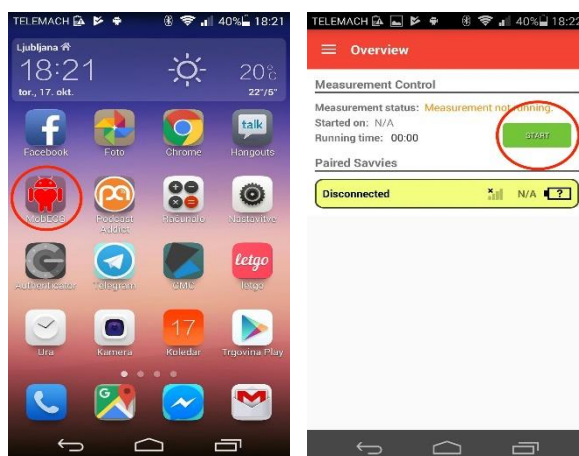 TELEMACH 40% 18:21
Ljubljana
18:21
tor., 17. okt.
20°c
22°/5°
talk
Facebook Foto Chrome Hangouts
MobECG Podcast Addict Računalo Nastavitve
letgo
Authenticator Telegram CMC letgo
17
Ura Kamera Koledar Trgovina Play
G
TELEMACH 40% 18:22
Overview
Measurement Control
Measurement status: Measurement not running.
Started on: N/A
Running time: 00:00
START
Paired Savvies
Disconnected N/A ?